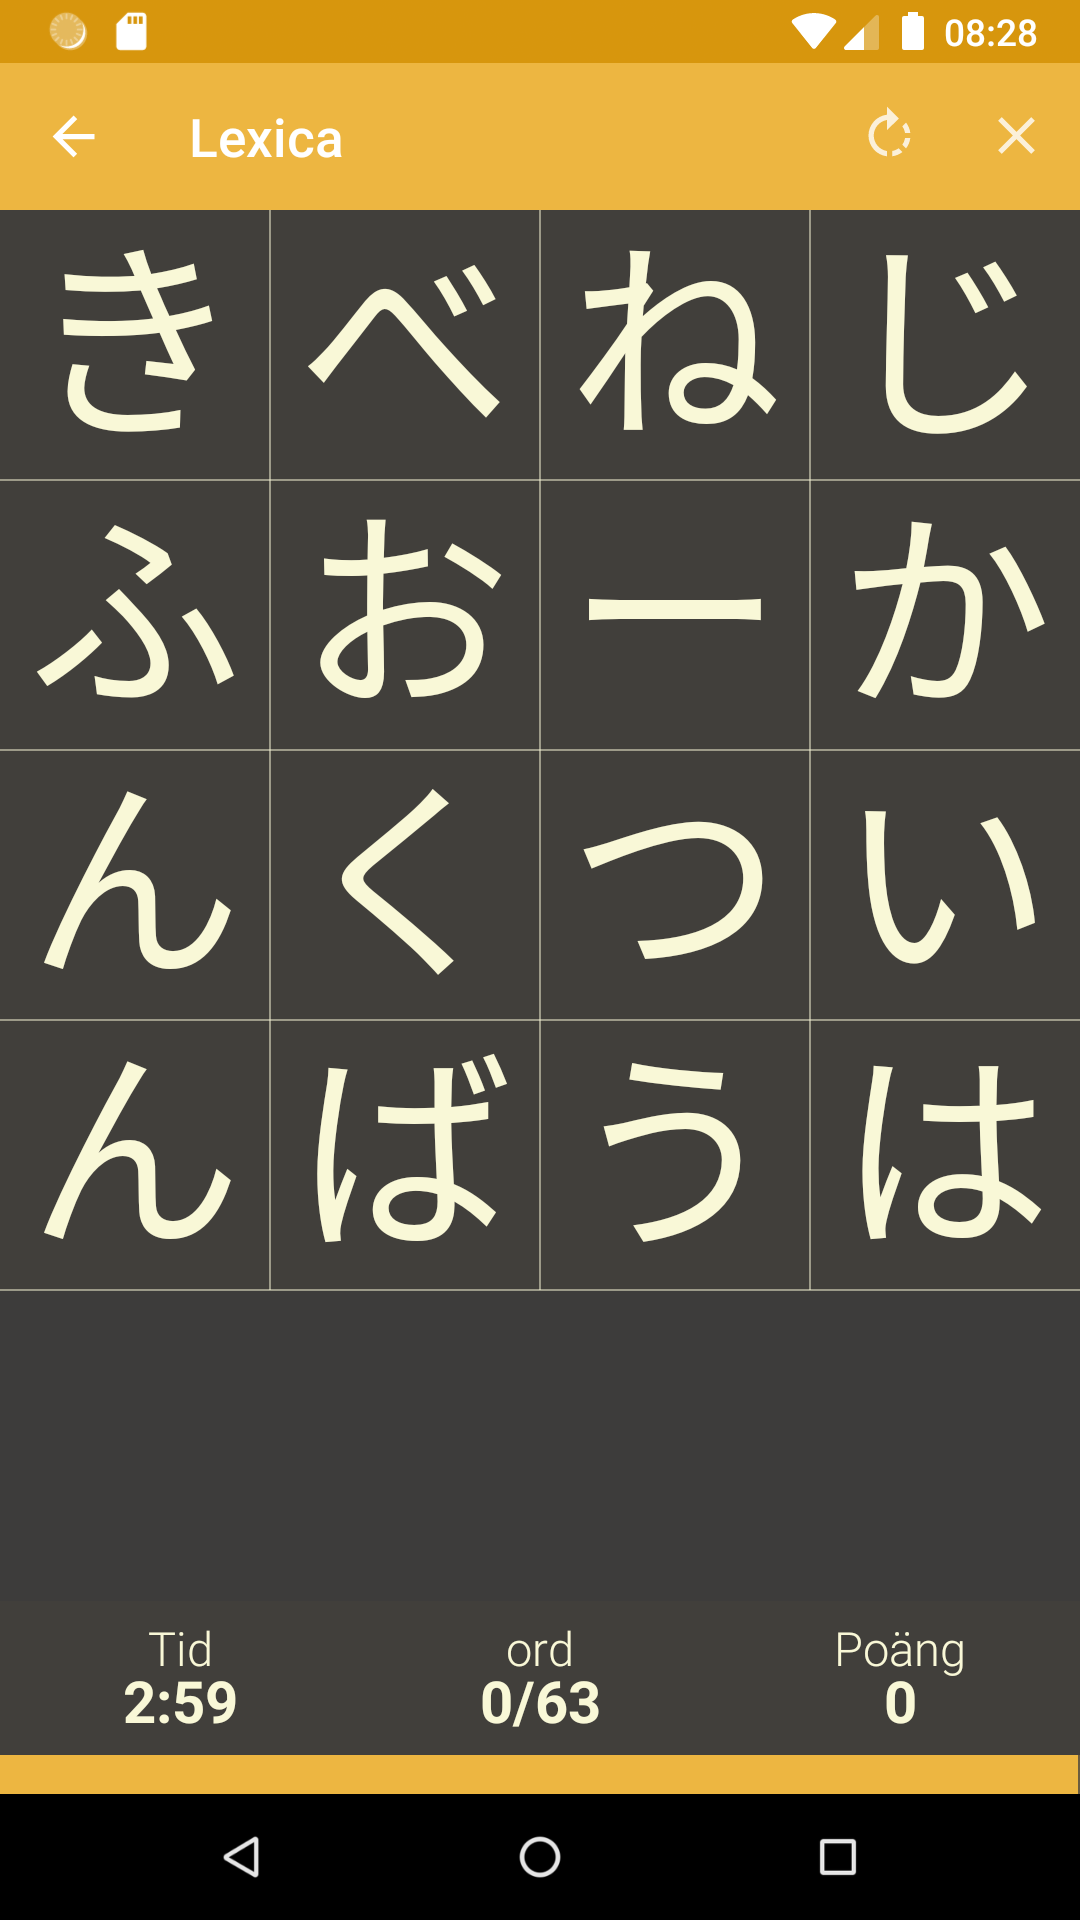 08:28
Lexica
き べ ね じ
ふ お ー か
ん く つ い
ん ば う は
Tid ord Poäng
2:59 0/63 0